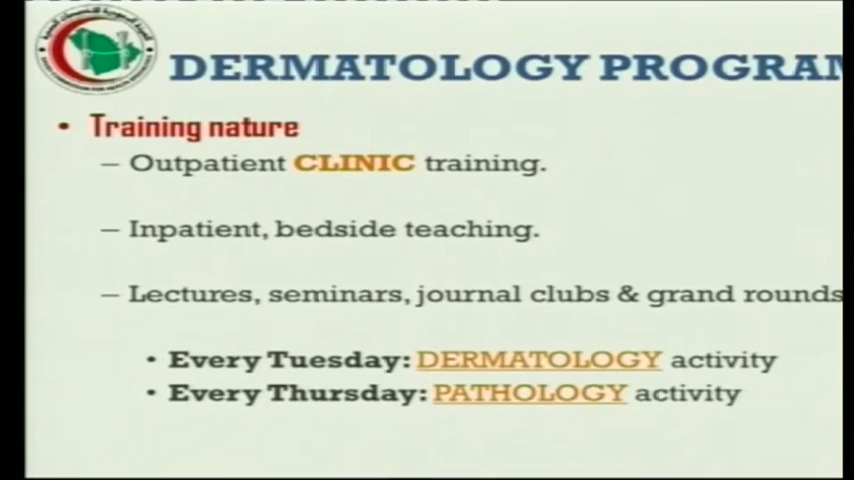 DERMATOLOGY PROGRAM
• Training nature
– Outpatient CLINIC training.
– Inpatient, bedside teaching.
– Lectures, seminars, journal clubs & grand rounds
• Every Tuesday: DERMATOLOGY activity
• Every Thursday: PATHOLOGY activity